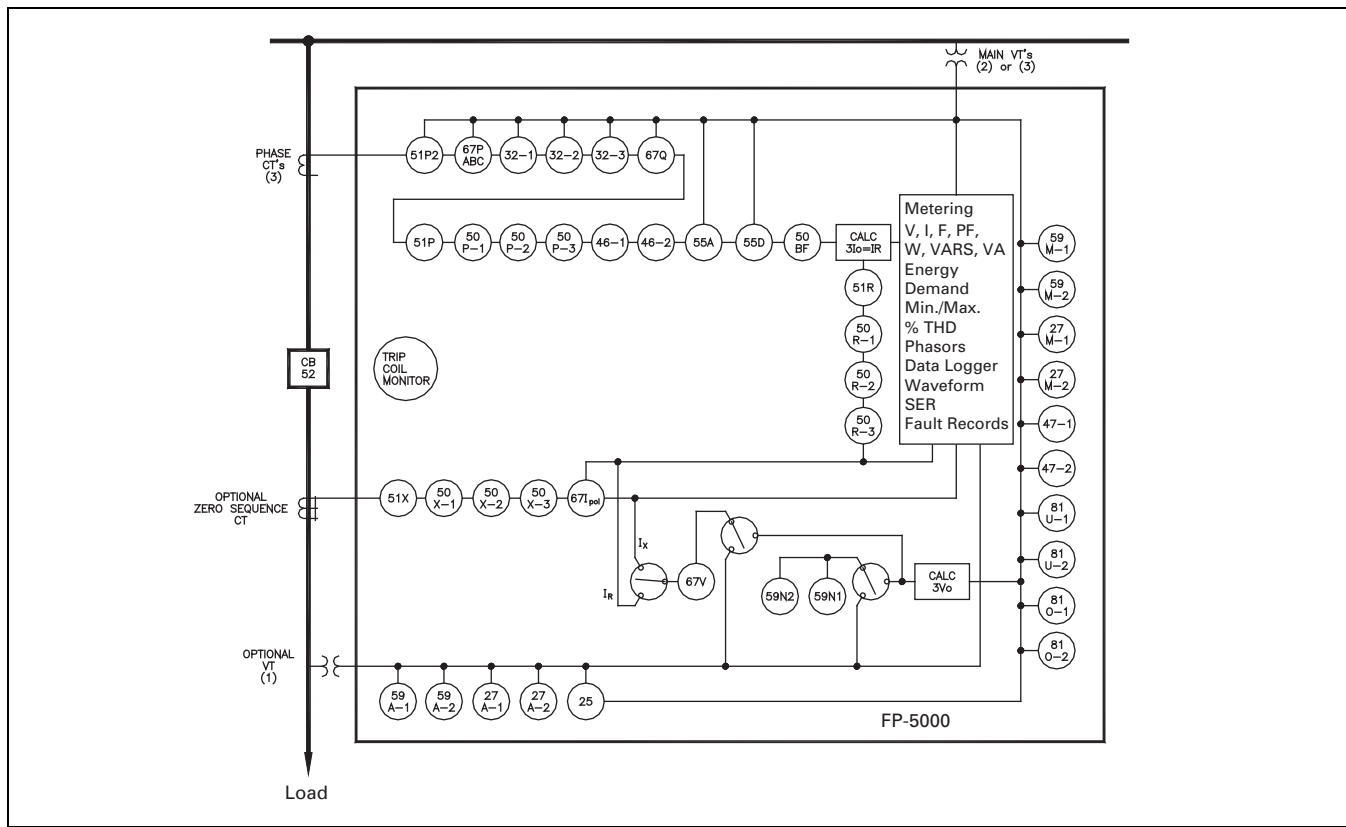 MAIN VT's
(2) or (3)
PHASE
CT's
(3)
51P2
67P
ABC
32-1
32-2
32-3
67Q
51P
50
P-1
50
P-2
50
P-3
46-1
46-2
55A
55D
50
BF
CALC
3Io=IR
51R
50
R-1
50
R-2
50
R-3
Metering
V, I, F, PF,
W, VARS, VA
Energy
Demand
Min./Max.
% THD
Phasors
Data Logger
Waveform
SER
Fault Records
59
M-1
59
M-2
27
M-1
27
M-2
47-1
47-2
81
U-1
81
U-2
81
O-1
81
O-2
CB
52
TRIP
COIL
MONITOR
OPTIONAL
ZERO SEQUENCE
CT
51X
50
X-1
50
X-2
50
X-3
67Ipol
IX
IR
67V
59N2
59N1
CALC
3Vo
OPTIONAL
VT
(1)
59
A-1
59
A-2
27
A-1
27
A-2
25
FP-5000
Load